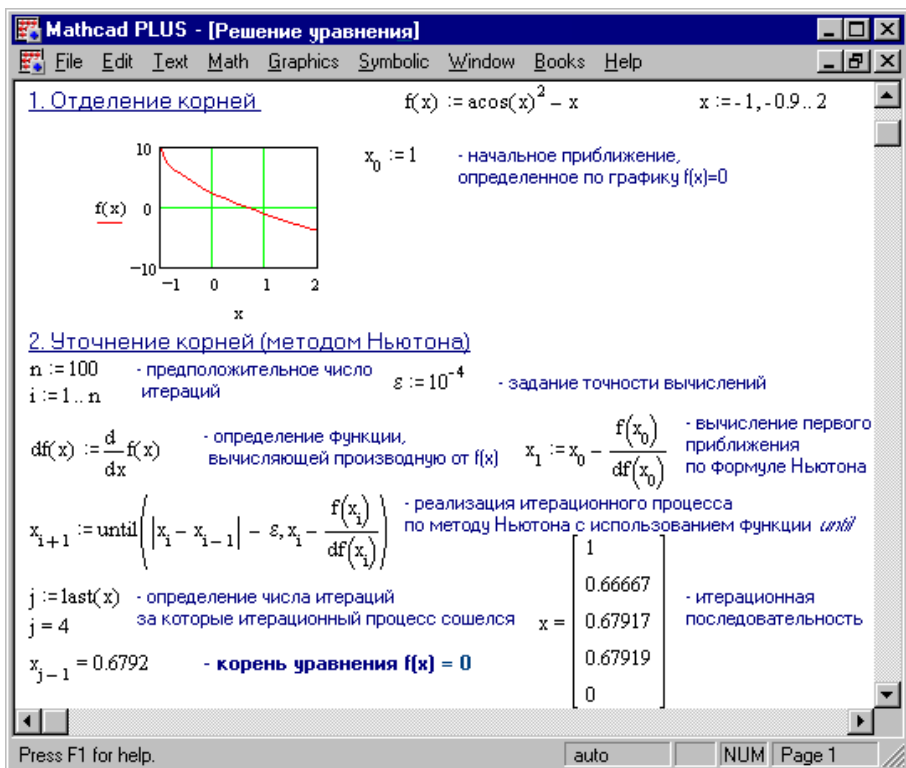 Mathcad PLUS - [Решение уравнения]
File Edit Text Math Graphics Symbolic Window Books Help
1. Отделение корней f(x) := acos(x)² − x x := -1, -0.9 .. 2
x₀ := 1 - начальное приближение,
определенное по графику f(x)=0
10
f(x) 0
−10
−1 0 1 2
x
2. Уточнение корней (методом Ньютона)
n := 100 - предположительное число
i := 1 .. n итераций
ε := 10⁻⁴ - задание точности вычислений
df(x) := d/dx f(x) - определение функции,
вычисляющей производную от f(x)
x₁ := x₀ − f(x₀)/df(x₀) - вычисление первого
приближения
по формуле Ньютона
xᵢ₊₁ := until(|xᵢ − xᵢ₋₁| − ε, xᵢ − f(xᵢ)/df(xᵢ)) - реализация итерационного процесса
по методу Ньютона с использованием функции until
j := last(x) - определение числа итераций
j = 4 за которые итерационный процесс сошелся
x =
1
0.66667
0.67917
0.67919
0
- итерационная
последовательность
xⱼ₋₁ = 0.6792 - корень уравнения f(x) = 0
Press F1 for help. auto NUM Page 1